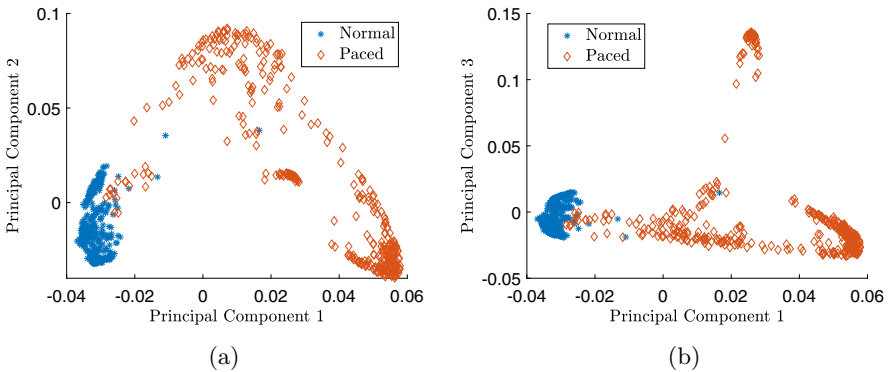 Normal
Paced
Principal Component 2
0.1
0.05
0
-0.04
-0.02
0
0.02
0.04
0.06
Principal Component 1
(a)
Normal
Paced
Principal Component 3
0.15
0.1
0.05
0
-0.05
-0.04
-0.02
0
0.02
0.04
0.06
Principal Component 1
(b)